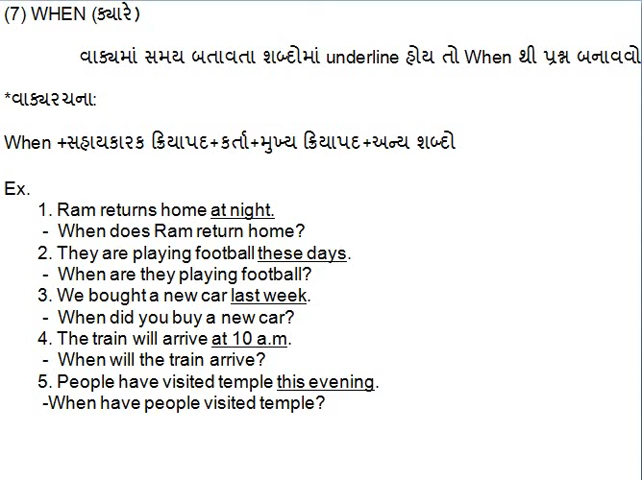 (7) WHEN (ક્યારે)
વાક્યમાં સમય બતાવતા શબ્દોમાં underline હોય તો When થી પ્રશ્ન બનાવવો
*વાક્યરચના:
When +સહાયકારક ક્રિયાપદ+કર્તા+મુખ્ય ક્રિયાપદ+અન્ય શબ્દો
Ex.
1. Ram returns home at night.
- When does Ram return home?
2. They are playing football these days.
- When are they playing football?
3. We bought a new car last week.
- When did you buy a new car?
4. The train will arrive at 10 a.m.
- When will the train arrive?
5. People have visited temple this evening.
-When have people visited temple?